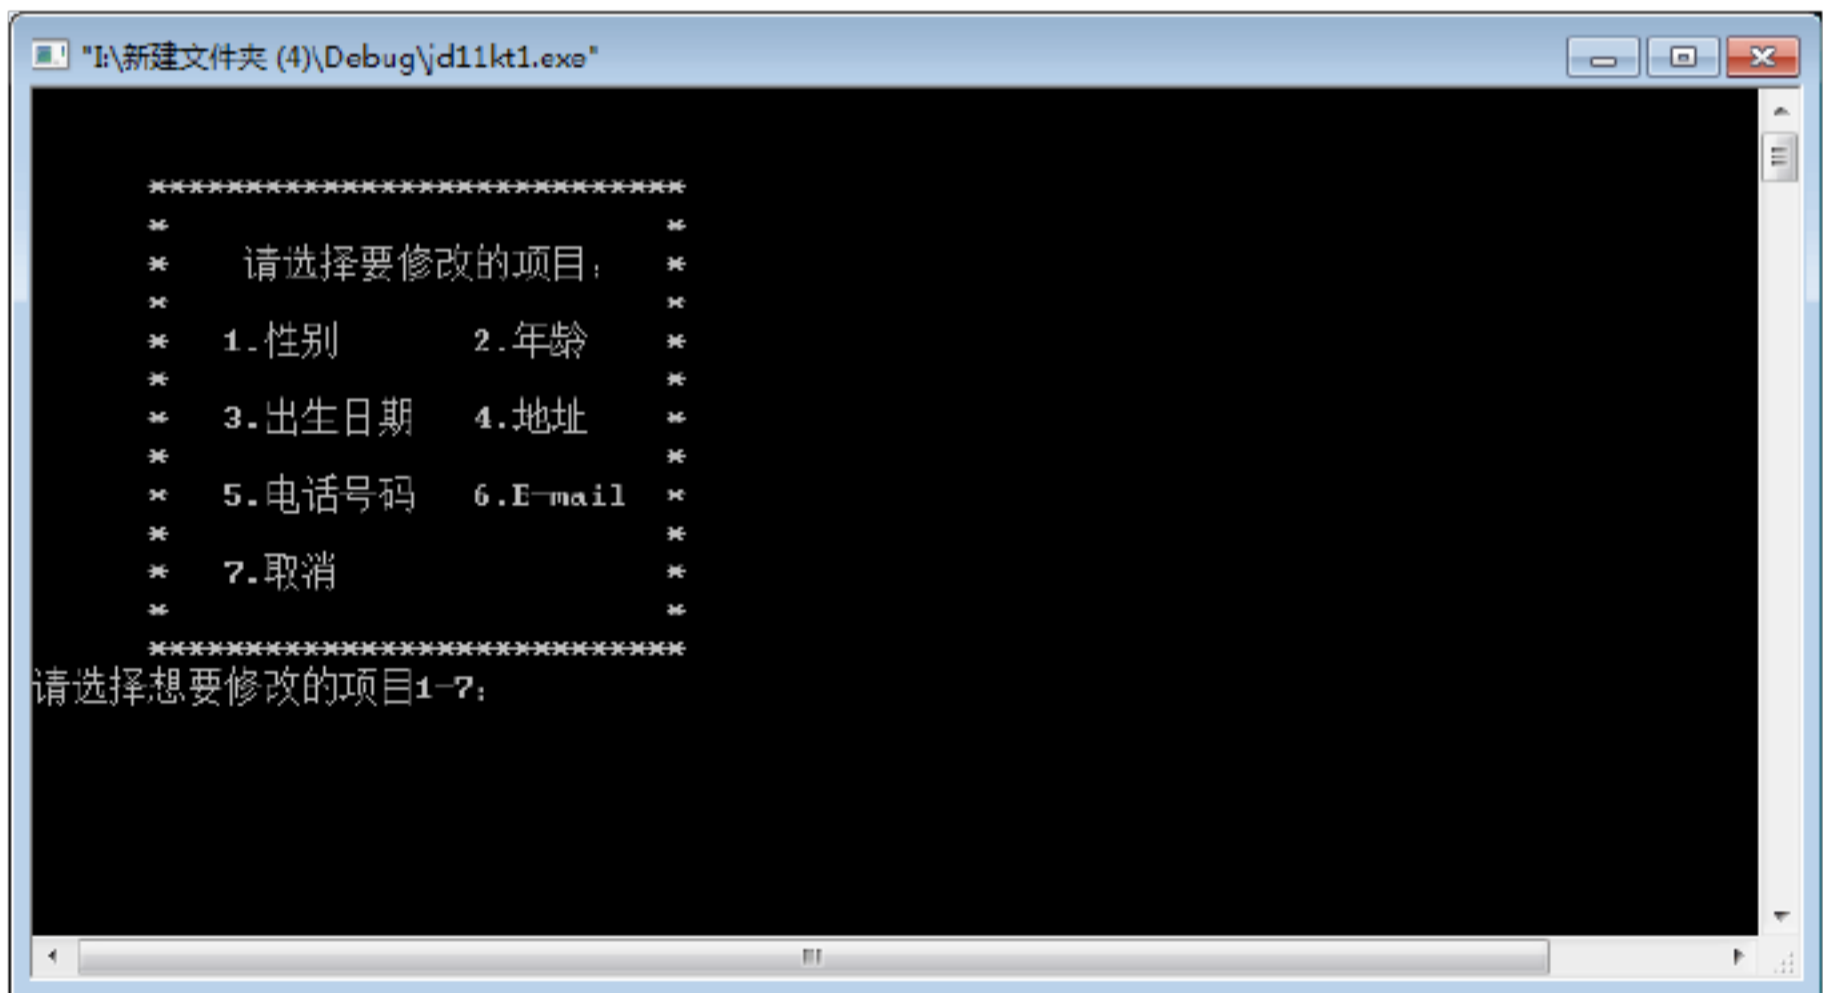 "I:\新建文件夹 (4)\Debug\jd11kt1.exe"
****************************
* *
* 请选择要修改的项目： *
* *
* 1.性别 2.年龄 *
* *
* 3.出生日期 4.地址 *
* *
* 5.电话号码 6.E-mail *
* *
* 7.取消 *
* *
****************************
请选择想要修改的项目1-7：